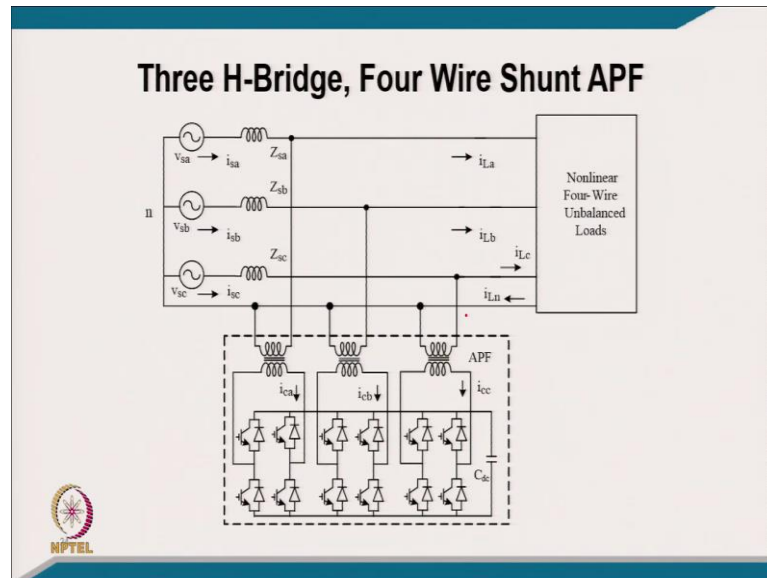 Three H-Bridge, Four Wire Shunt APF
Zsa
vsa
isa
iLa
Nonlinear
Four-Wire
Unbalanced
Loads
Zsb
n
vsb
isb
iLb
Zsc
iLc
vsc
isc
iLn
APF
ica
icb
icc
Cdc
NPTEL